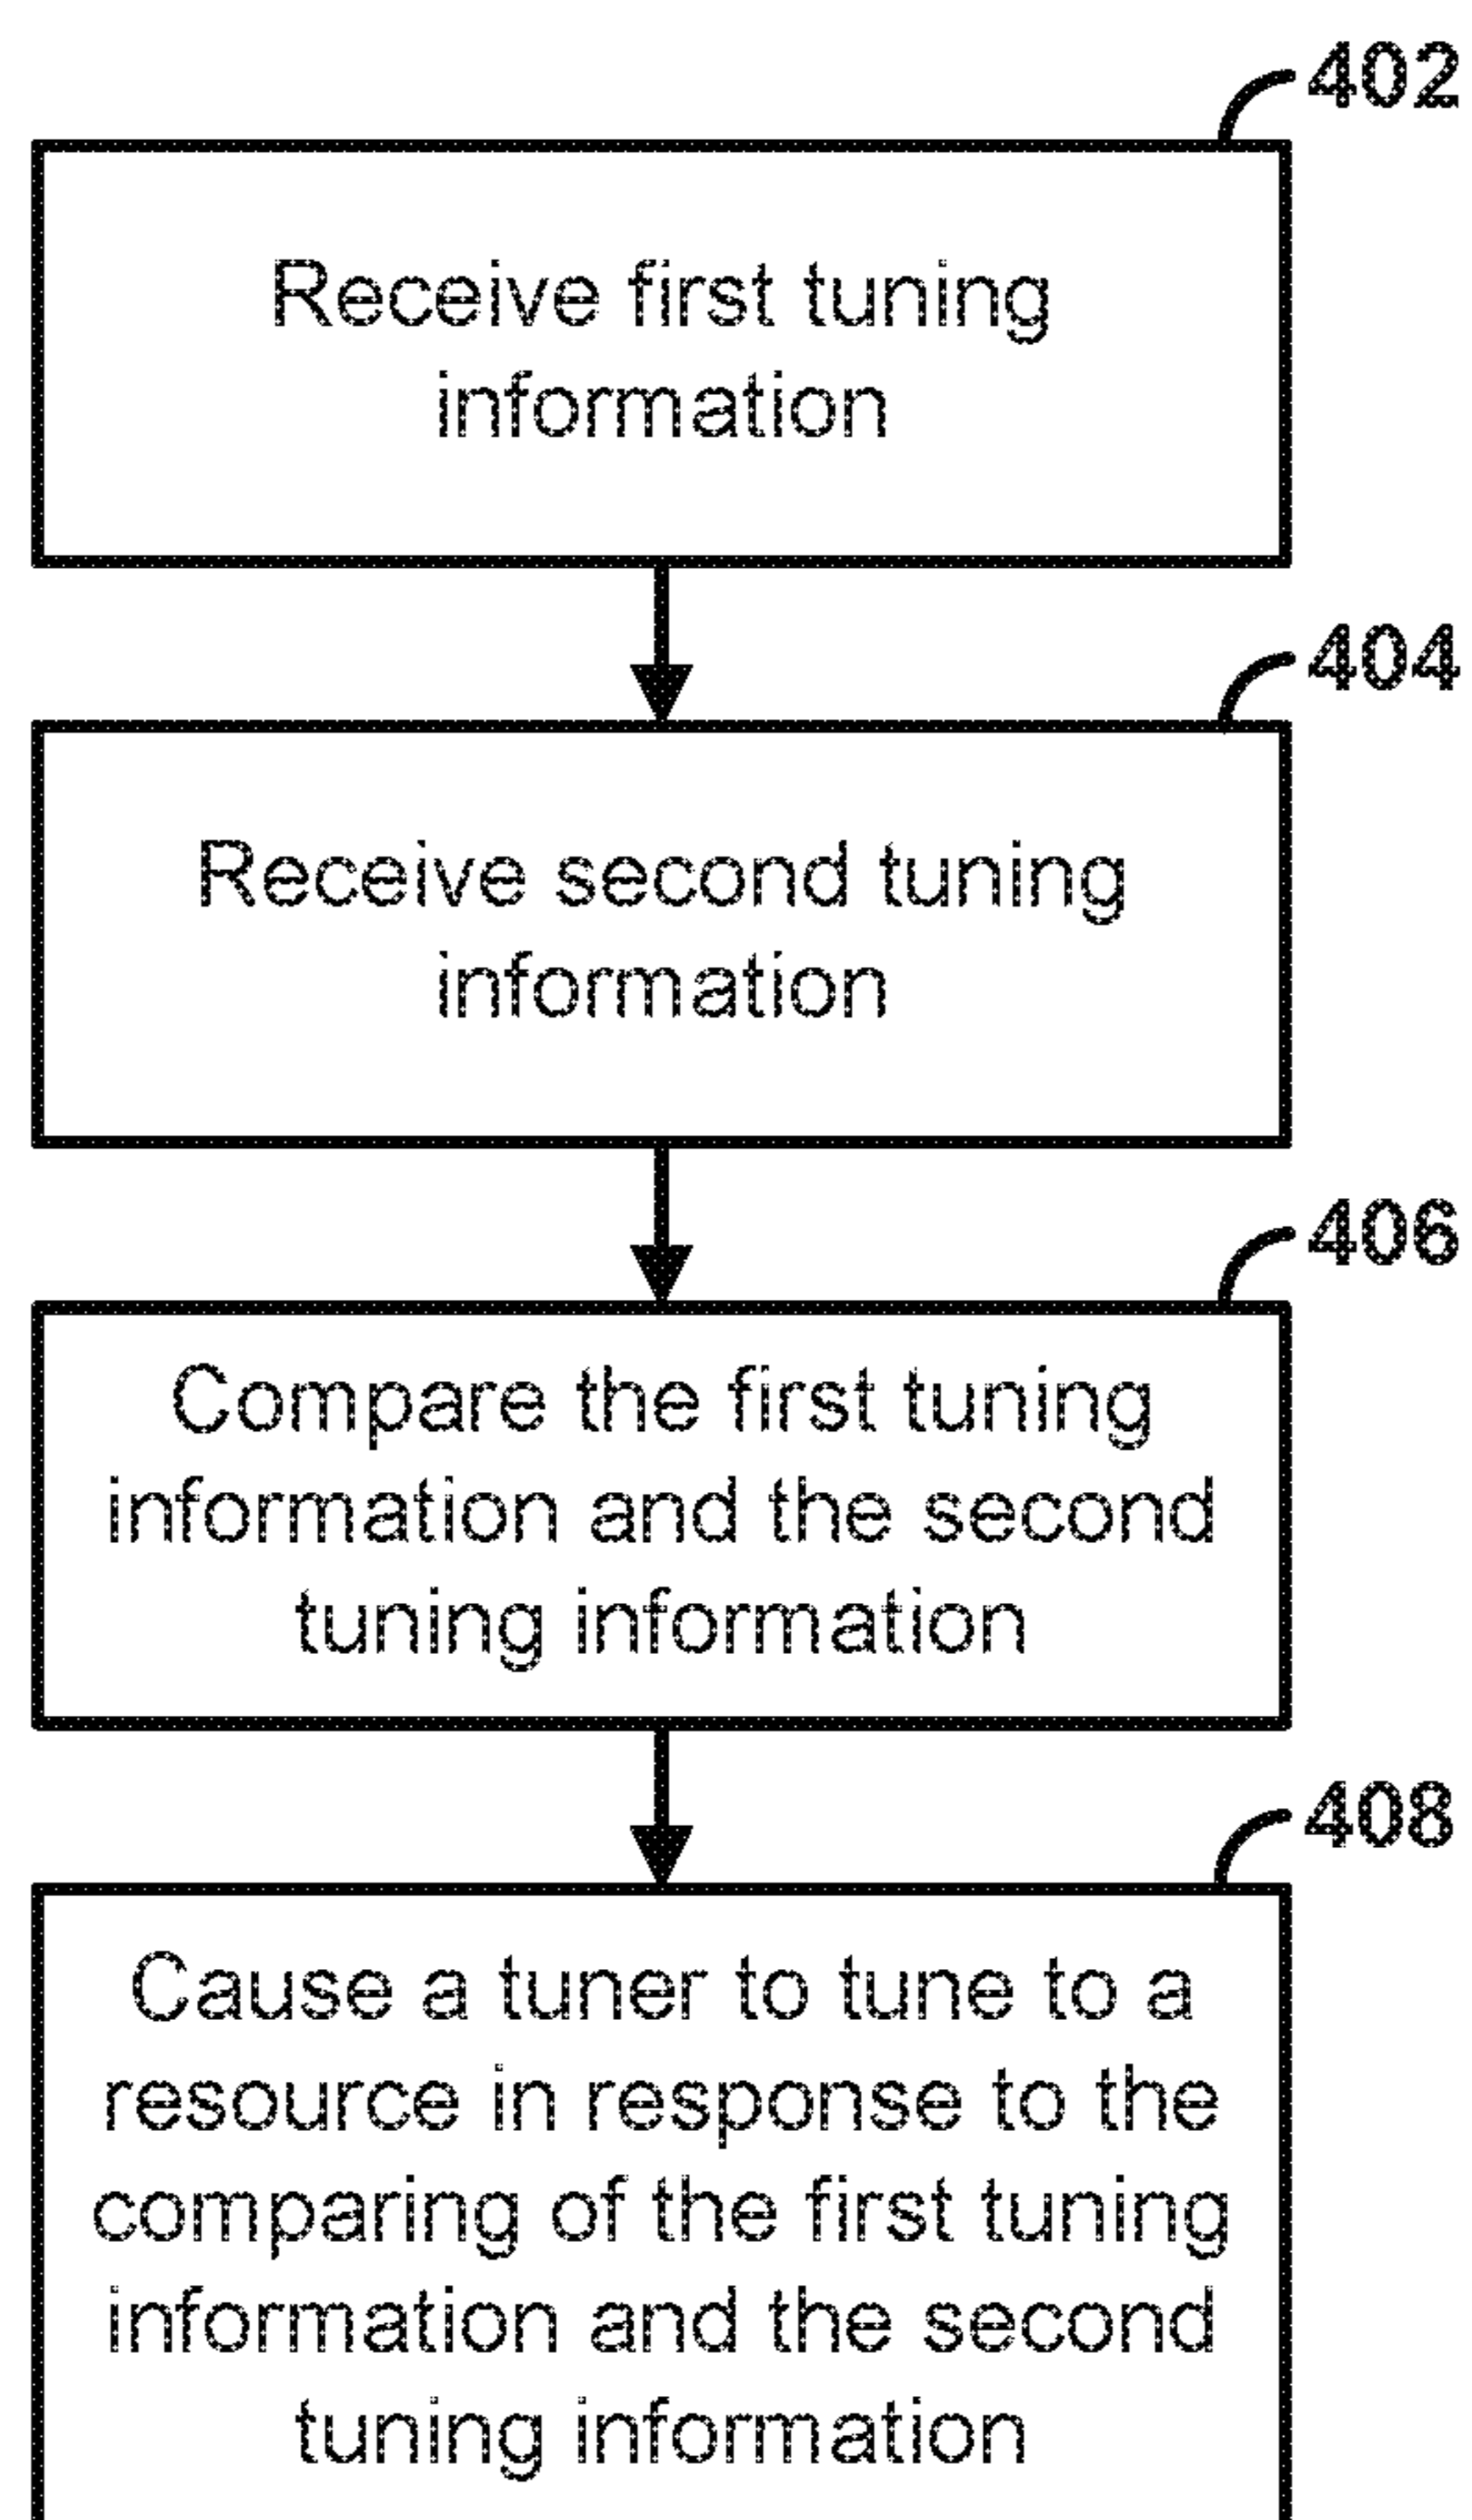 402
Receive first tuning
information
404
Receive second tuning
information
406
Compare the first tuning
information and the second
tuning information
408
Cause a tuner to tune to a
resource in response to the
comparing of the first tuning
information and the second
tuning information